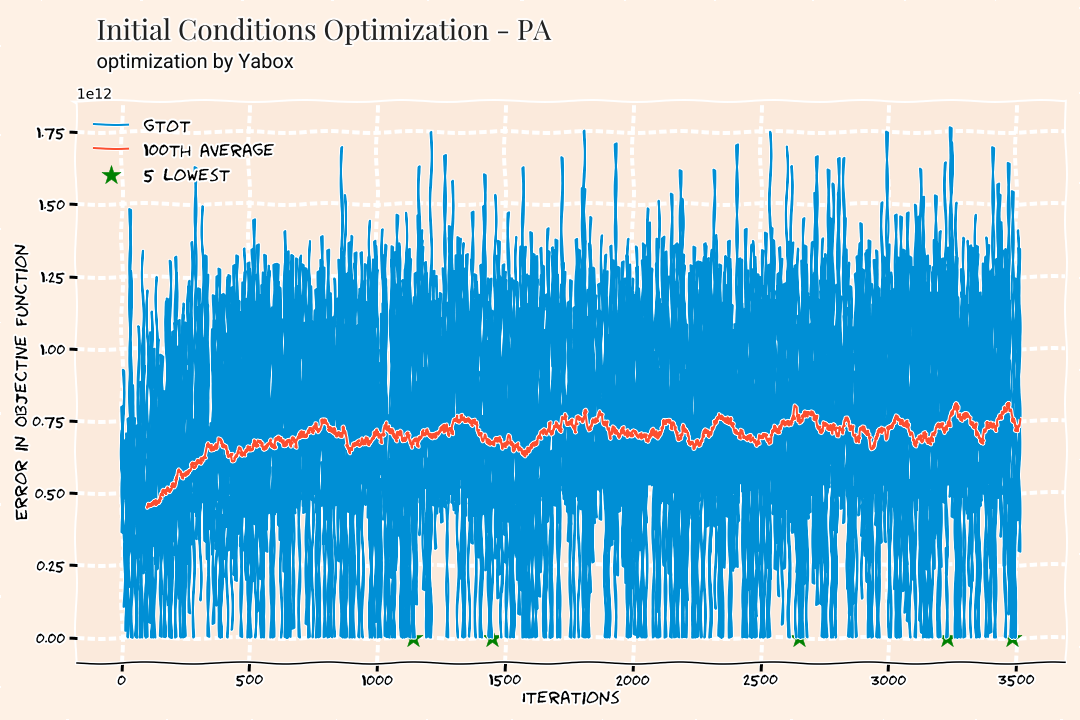 Initial Conditions Optimization - PA
optimization by Yabox
1e12
GTOT
100TH AVERAGE
5 LOWEST
1.75
1.50
1.25
1.00
0.75
0.50
0.25
0.00
ERROR IN OBJECTIVE FUNCTION
0 500 1000 1500 2000 2500 3000 3500
ITERATIONS